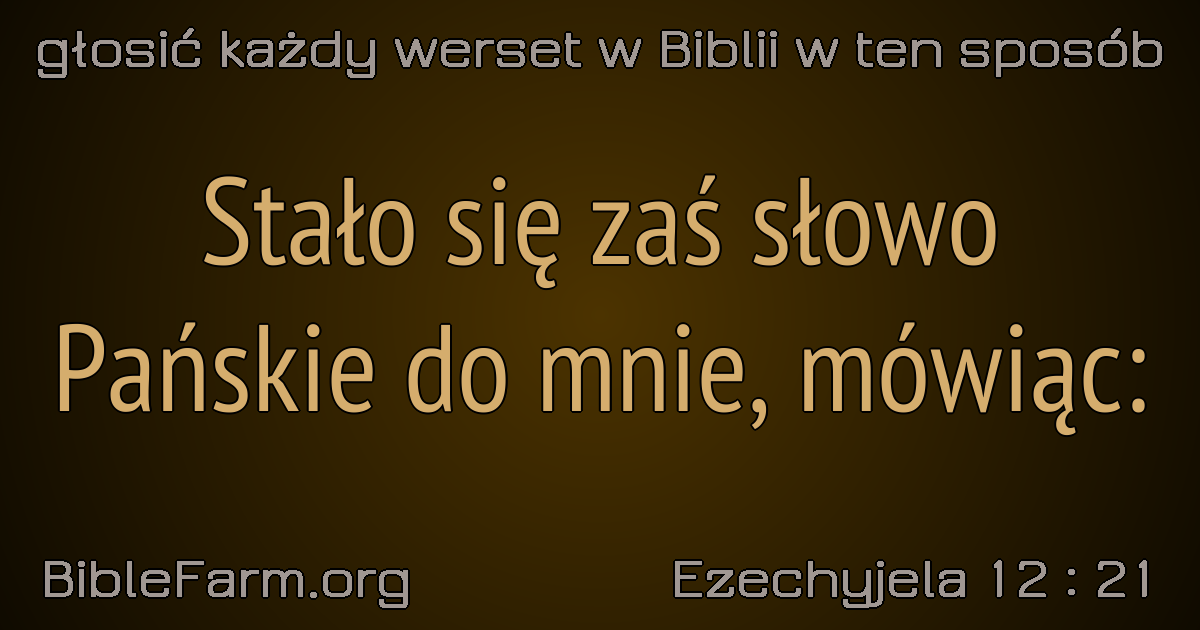 głosić każdy werset w Biblii w ten sposób
Stało się zaś słowo
Pańskie do mnie, mówiąc:
BibleFarm.org
Ezechyjela 12 : 21